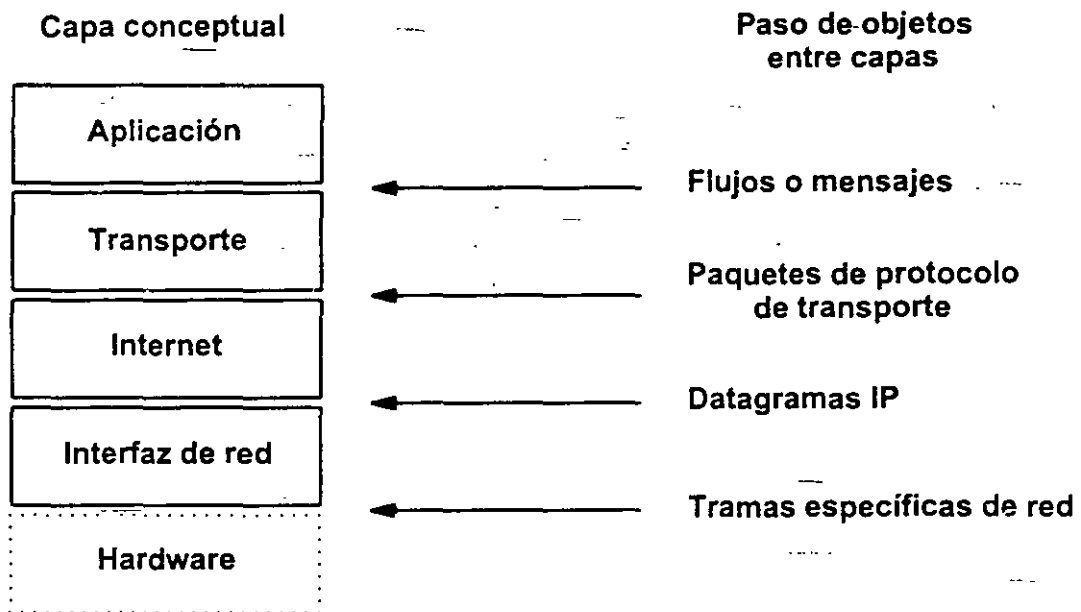 Capa conceptual
Paso de objetos
entre capas
Aplicación
Flujos o mensajes
Transporte
Paquetes de protocolo
de transporte
Internet
Datagramas IP
Interfaz de red
Tramas específicas de red
Hardware